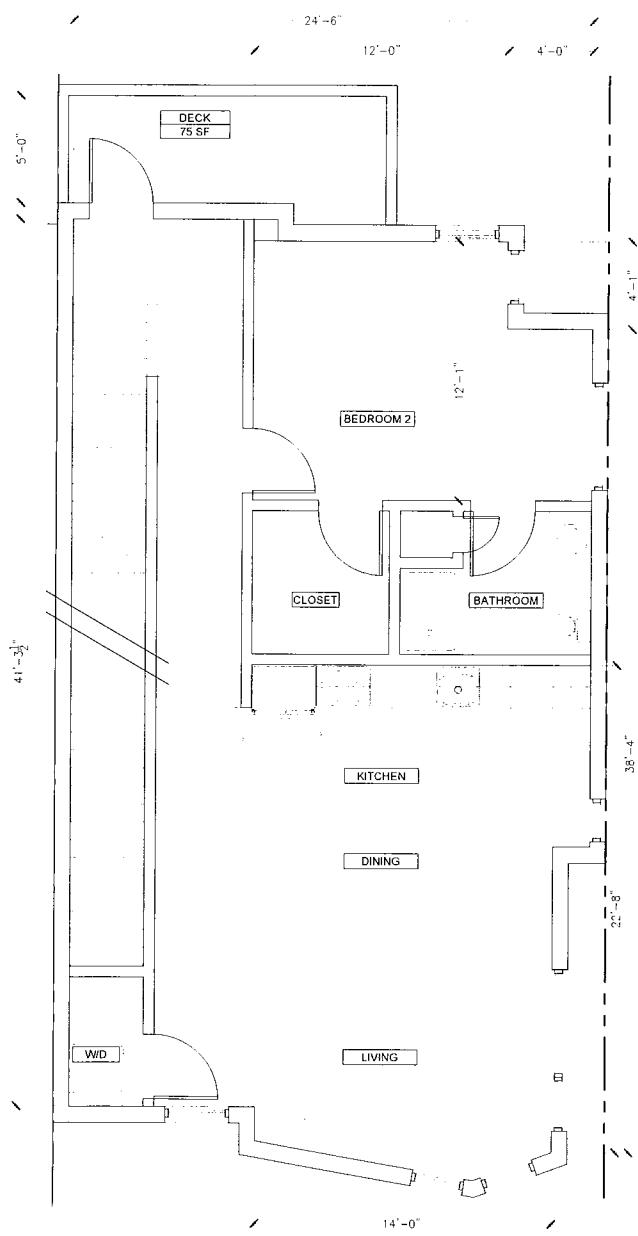 24'-6"
12'-0"
4'-0"
DECK
75 SF
5'-0"
4'-1"
12'-1"
BEDROOM 2
CLOSET
BATHROOM
41'-3½"
38'-4"
KITCHEN
DINING
22'-8"
W/D
LIVING
14'-0"